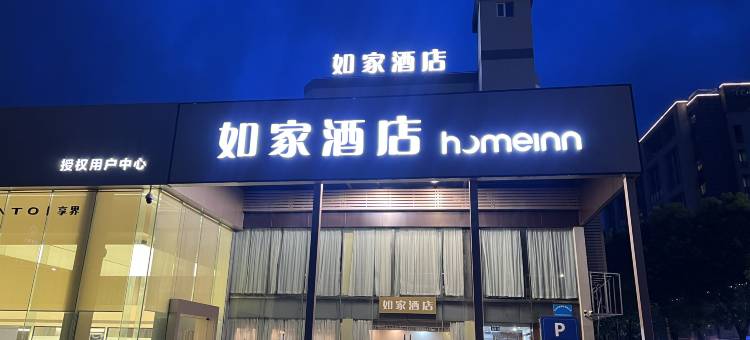 如家酒店
如家酒店 homeinn
授权用户中心
ATO 享界
如家酒店
P